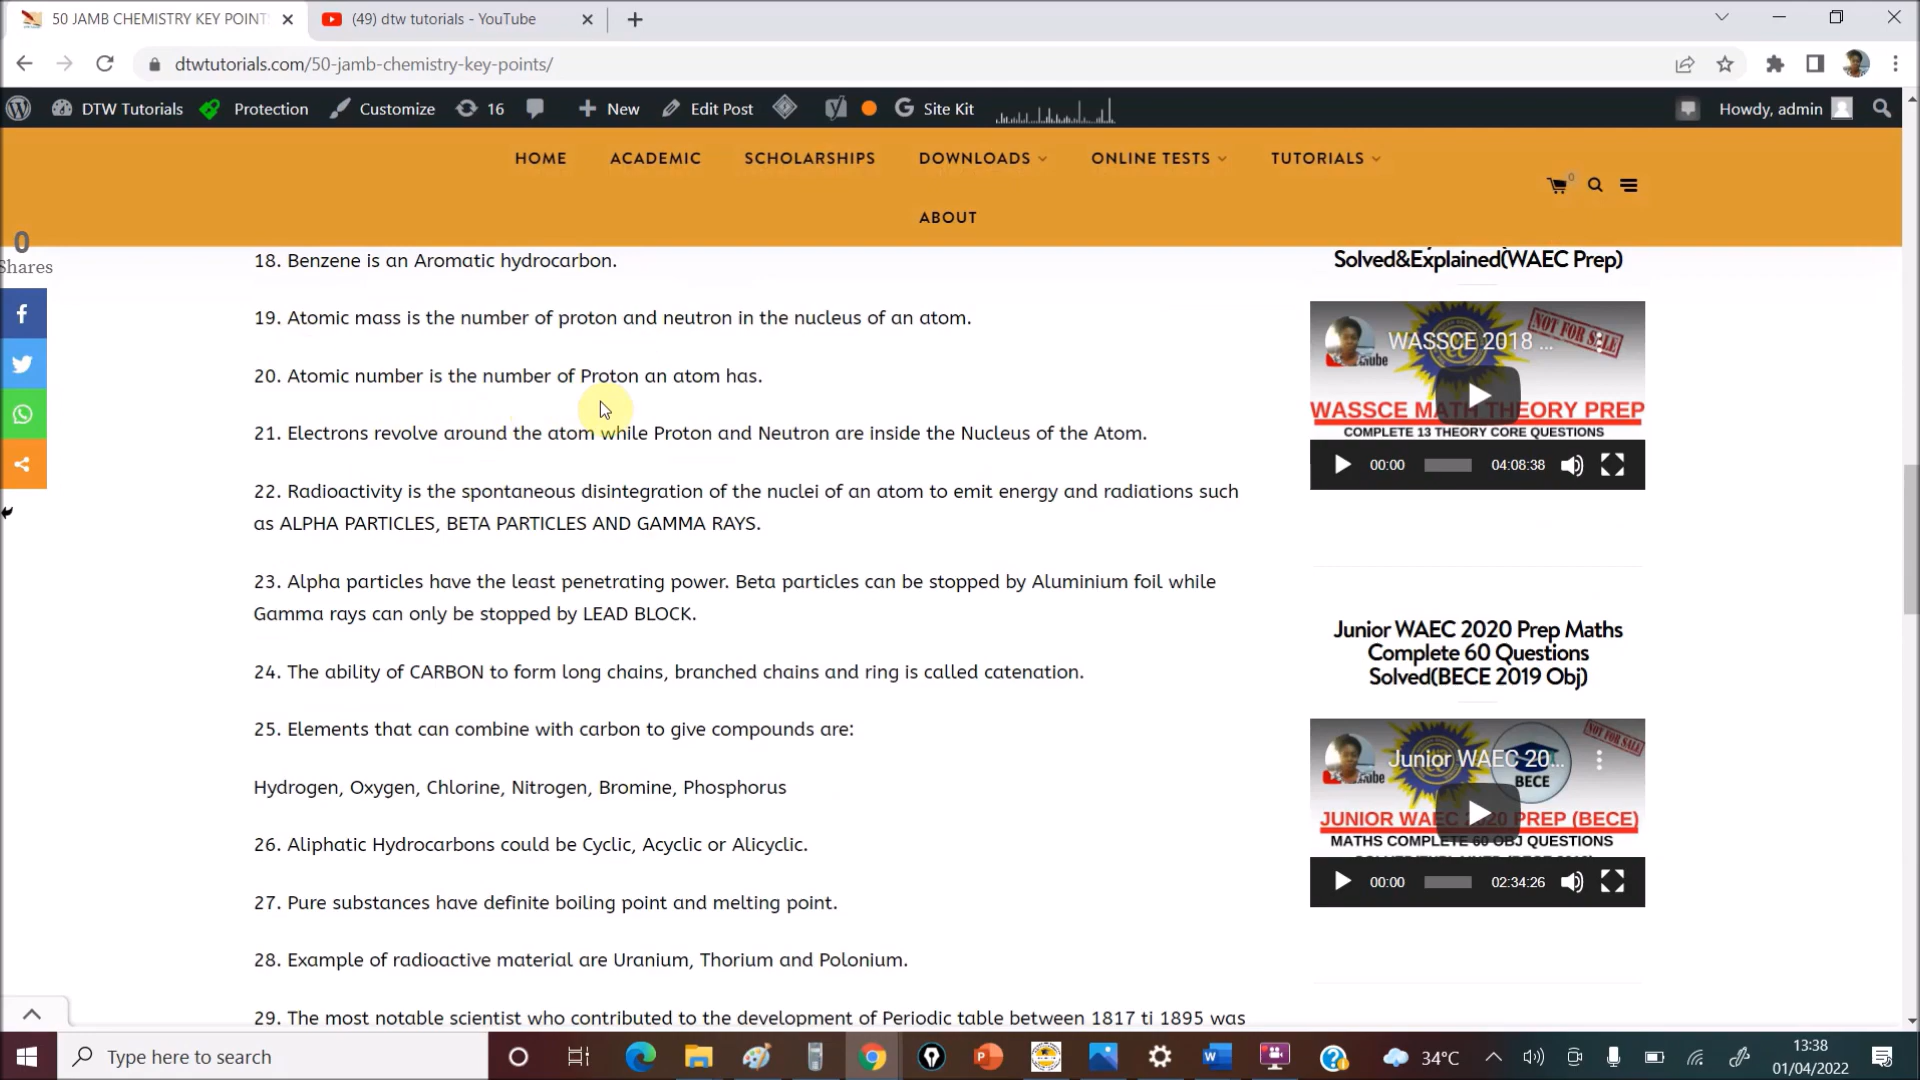 50 JAMB CHEMISTRY KEY POINT
(49) dtw tutorials - YouTube
dtwtutorials.com/50-jamb-chemistry-key-points/
DTW Tutorials
Protection
Customize
16
New
Edit Post
Site Kit
Howdy, admin
HOME
ACADEMIC
SCHOLARSHIPS
DOWNLOADS
ONLINE TESTS
TUTORIALS
0
ABOUT
0
Shares
18. Benzene is an Aromatic hydrocarbon.
19. Atomic mass is the number of proton and neutron in the nucleus of an atom.
20. Atomic number is the number of Proton an atom has.
21. Electrons revolve around the atom while Proton and Neutron are inside the Nucleus of the Atom.
22. Radioactivity is the spontaneous disintegration of the nuclei of an atom to emit energy and radiations such
as ALPHA PARTICLES, BETA PARTICLES AND GAMMA RAYS.
23. Alpha particles have the least penetrating power. Beta particles can be stopped by Aluminium foil while
Gamma rays can only be stopped by LEAD BLOCK.
24. The ability of CARBON to form long chains, branched chains and ring is called catenation.
25. Elements that can combine with carbon to give compounds are:
Hydrogen, Oxygen, Chlorine, Nitrogen, Bromine, Phosphorus
26. Aliphatic Hydrocarbons could be Cyclic, Acyclic or Alicyclic.
27. Pure substances have definite boiling point and melting point.
28. Example of radioactive material are Uranium, Thorium and Polonium.
29. The most notable scientist who contributed to the development of Periodic table between 1817 ti 1895 was
Solved&Explained(WAEC Prep)
NOT FOR SALE
WASSCE 2018 ...
WASSCE MATH THEORY PREP
COMPLETE 13 THEORY CORE QUESTIONS
00:00
04:08:38
Junior WAEC 2020 Prep Maths
Complete 60 Questions
Solved(BECE 2019 Obj)
NOT FOR SALE
Junior WAEC 20...
BECE
JUNIOR WAEC 2020 PREP (BECE)
MATHS COMPLETE 60 OBJ QUESTIONS
00:00
02:34:26
Type here to search
34°C
13:38
01/04/2022